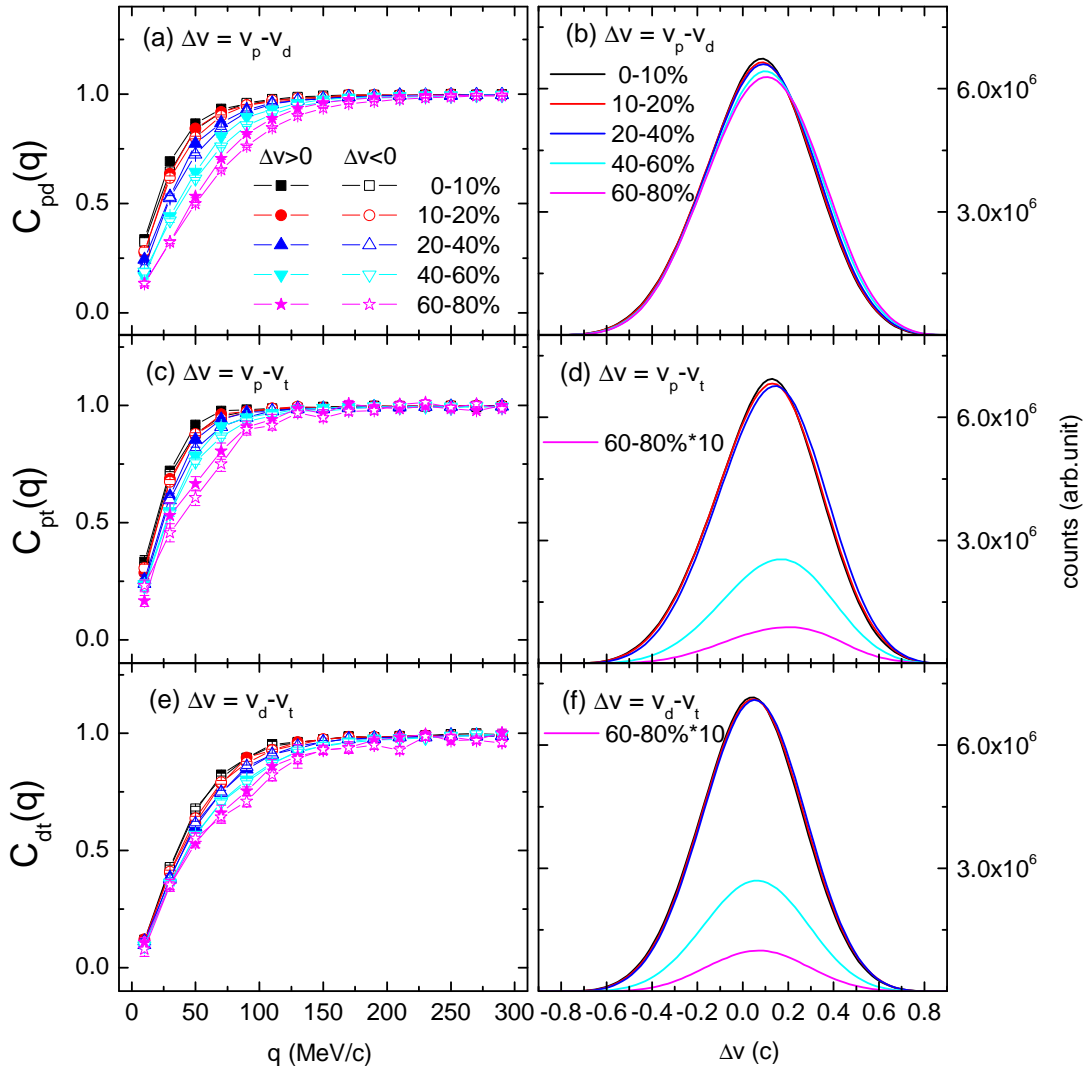 (a) Δv = v_p-v_d
C_pd(q)
1.0
0.5
0.0
Δv>0 Δv<0
0-10%
10-20%
20-40%
40-60%
60-80%
(b) Δv = v_p-v_d
0-10%
10-20%
20-40%
40-60%
60-80%
6.0x10^6
3.0x10^6
(c) Δv = v_p-v_t
C_pt(q)
1.0
0.5
0.0
(d) Δv = v_p-v_t
60-80%*10
6.0x10^6
3.0x10^6
counts (arb.unit)
(e) Δv = v_d-v_t
C_dt(q)
1.0
0.5
0.0
0 50 100 150 200 250 300
q (MeV/c)
(f) Δv = v_d-v_t
60-80%*10
6.0x10^6
3.0x10^6
-0.8 -0.6 -0.4 -0.2 0.0 0.2 0.4 0.6 0.8
Δv (c)